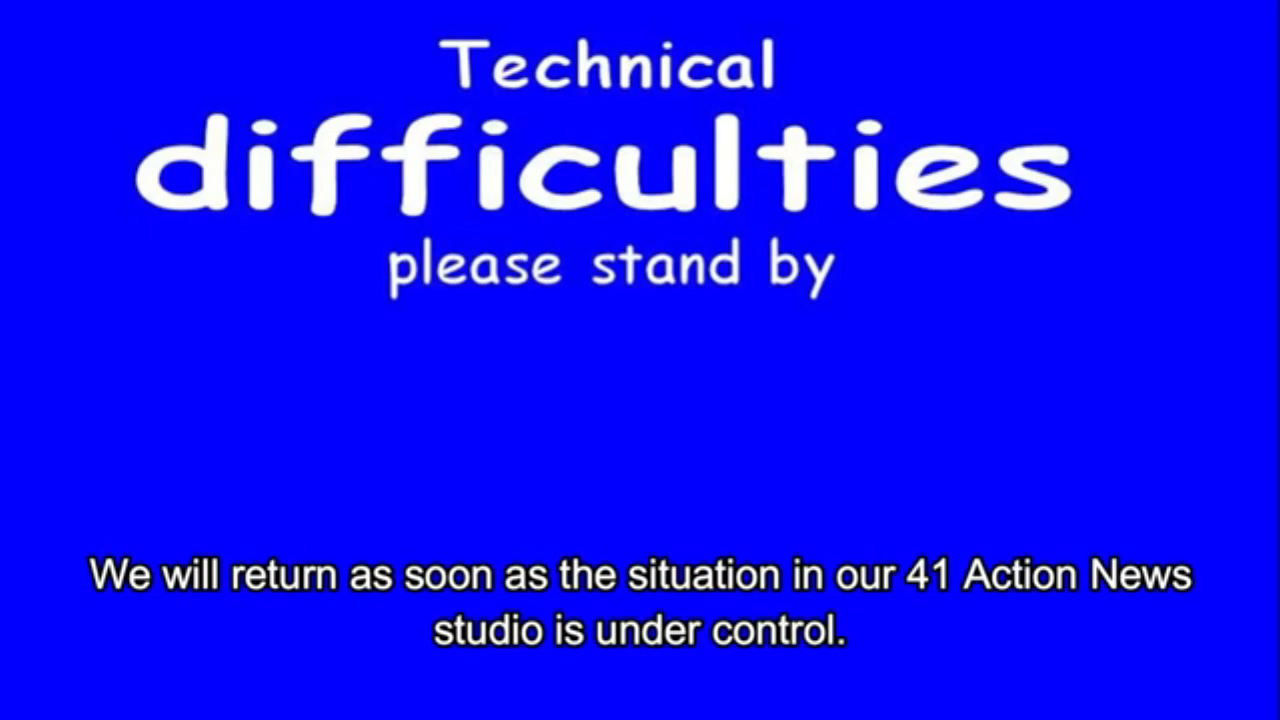 Technical
difficulties
please stand by
We will return as soon as the situation in our 41 Action News
studio is under control.